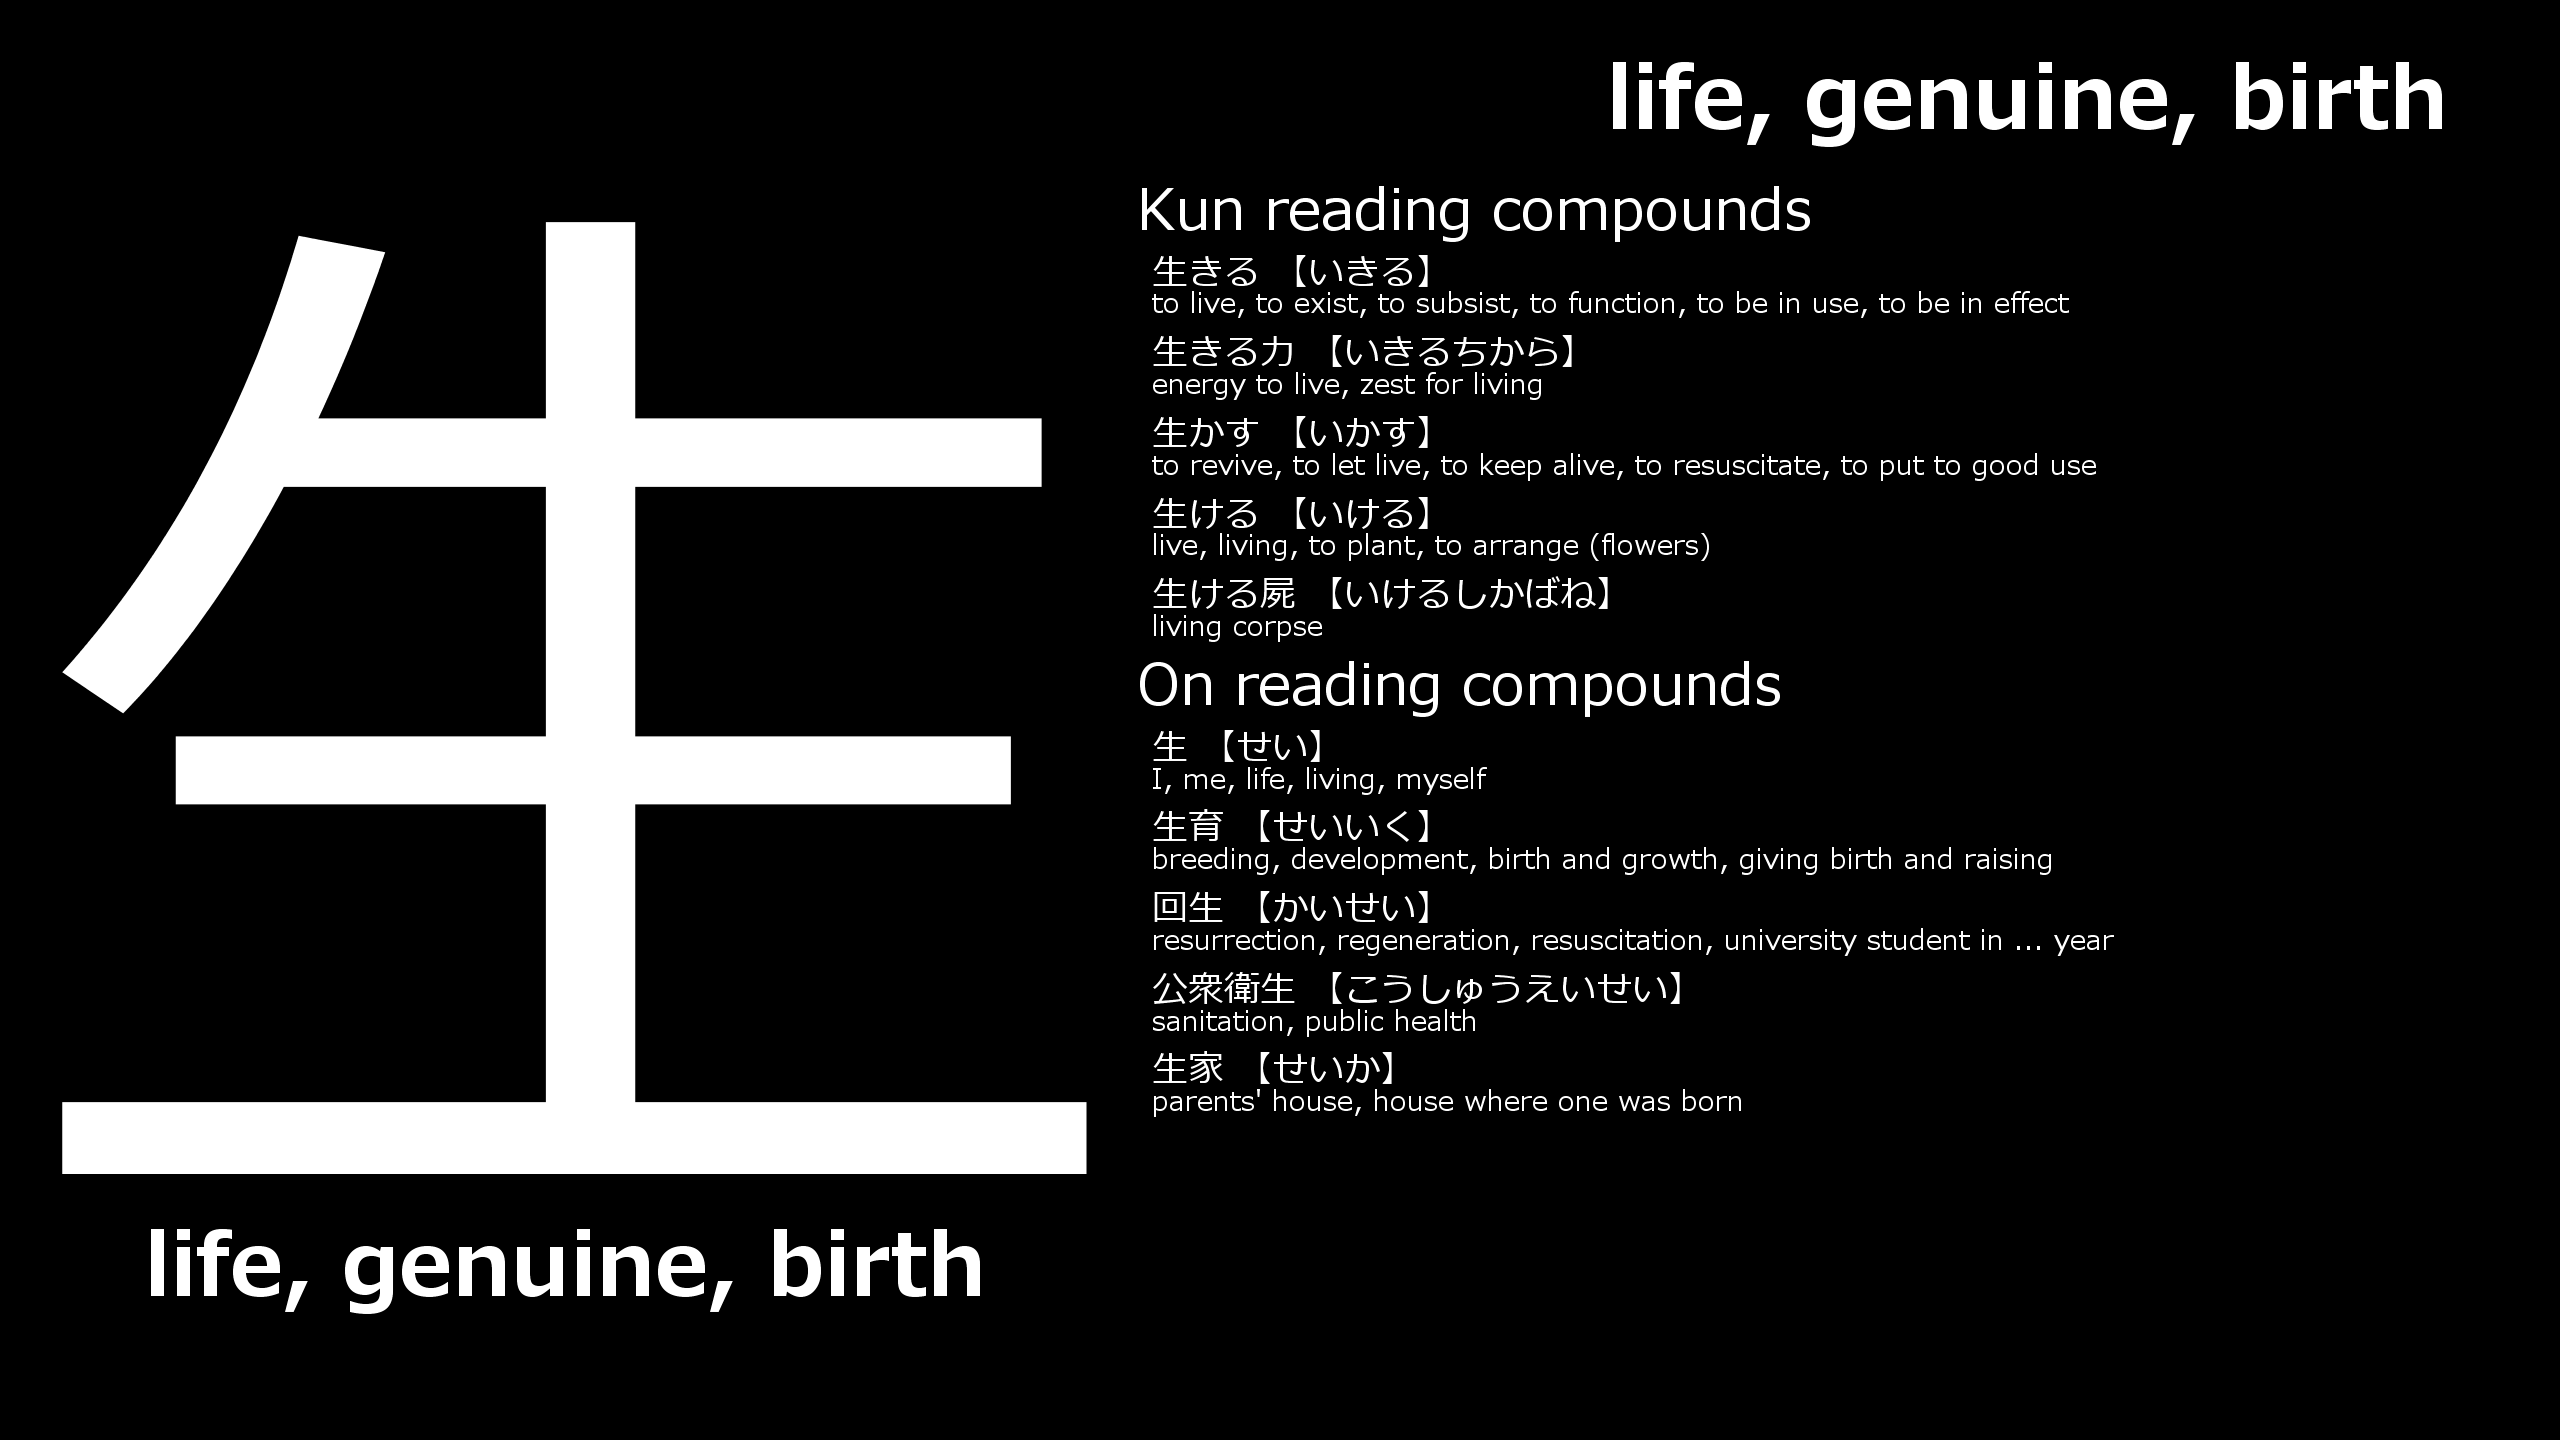 生
life, genuine, birth
life, genuine, birth
Kun reading compounds
生きる 【いきる】
to live, to exist, to subsist, to function, to be in use, to be in effect
生きる力 【いきるちから】
energy to live, zest for living
生かす 【いかす】
to revive, to let live, to keep alive, to resuscitate, to put to good use
生ける 【いける】
live, living, to plant, to arrange (flowers)
生ける屍 【いけるしかばね】
living corpse
On reading compounds
生 【せい】
I, me, life, living, myself
生育 【せいいく】
breeding, development, birth and growth, giving birth and raising
回生 【かいせい】
resurrection, regeneration, resuscitation, university student in ... year
公衆衛生 【こうしゅうえいせい】
sanitation, public health
生家 【せいか】
parents' house, house where one was born